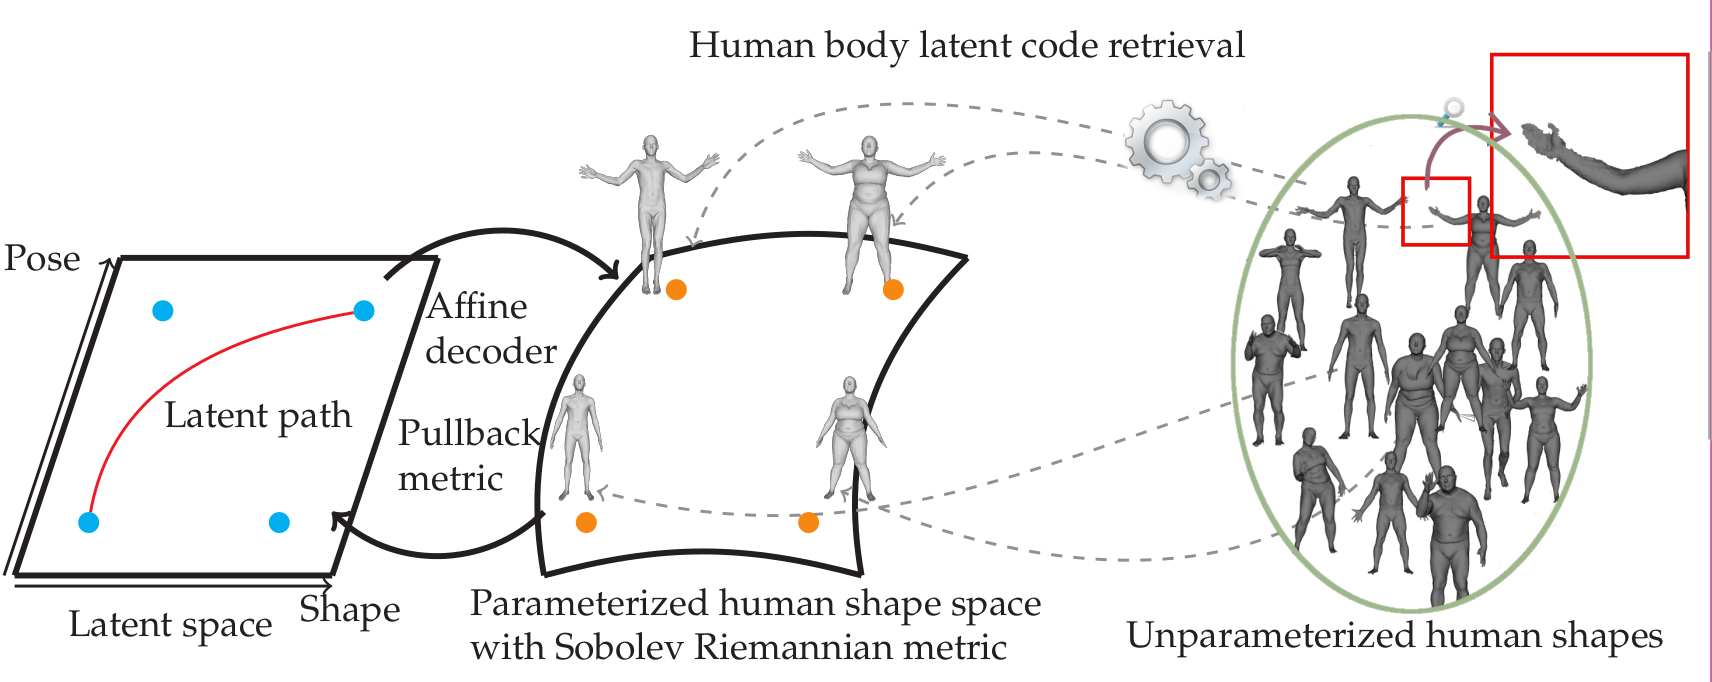 Human body latent code retrieval
Pose
Affine
decoder
Latent path
Pullback
metric
Shape
Latent space
Parameterized human shape space
with Sobolev Riemannian metric
Unparameterized human shapes